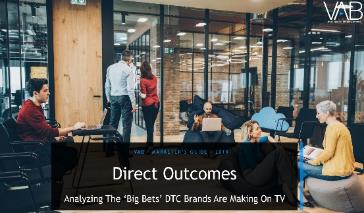 VAB
VAB - MARKETER'S GUIDE - 2019
Direct Outcomes
Analyzing The 'Big Bets' DTC Brands Are Making On TV